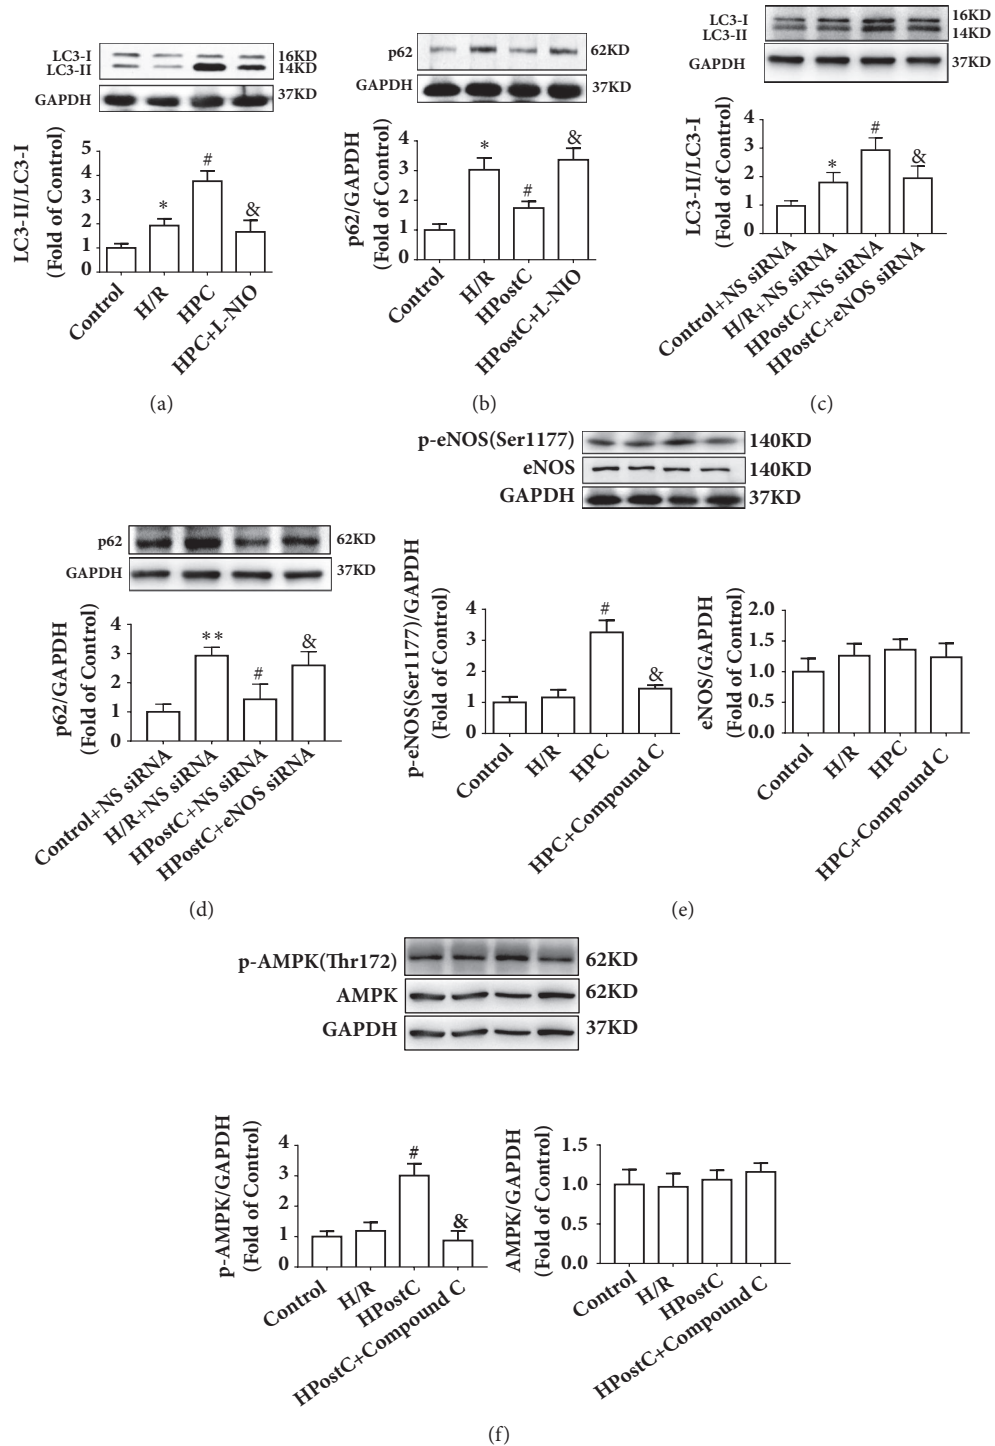 LC3-I
LC3-II
16KD
14KD
GAPDH
37KD
LC3-II/LC3-I
(Fold of Control)
5
4
3
2
1
0
*
#
&
Control
H/R
HPC
HPC+L-NIO
(a)
p62
62KD
GAPDH
37KD
p62/GAPDH
(Fold of Control)
4
3
2
1
0
*
#
&
Control
H/R
HPostC
HPostC+L-NIO
(b)
LC3-I
LC3-II
16KD
14KD
GAPDH
37KD
LC3-II/LC3-I
(Fold of Control)
4
3
2
1
0
*
#
&
Control+NS siRNA
H/R+NS siRNA
HPostC+NS siRNA
HPostC+eNOS siRNA
(c)
p62
62KD
GAPDH
37KD
p62/GAPDH
(Fold of Control)
4
3
2
1
0
**
#
&
Control+NS siRNA
H/R+NS siRNA
HPostC+NS siRNA
HPostC+eNOS siRNA
(d)
p-eNOS(Ser1177)
140KD
eNOS
140KD
GAPDH
37KD
p-eNOS(Ser1177)/GAPDH
(Fold of Control)
4
3
2
1
0
#
&
Control
H/R
HPC
HPC+Compound C
eNOS/GAPDH
(Fold of Control)
2.0
1.5
1.0
0.5
0.0
Control
H/R
HPC
HPC+Compound C
(e)
p-AMPK(Thr172)
62KD
AMPK
62KD
GAPDH
37KD
p-AMPK/GAPDH
(Fold of Control)
4
3
2
1
0
#
&
Control
H/R
HPostC
HPostC+Compound C
AMPK/GAPDH
(Fold of Control)
1.5
1.0
0.5
0.0
Control
H/R
HPostC
HPostC+Compound C
(f)